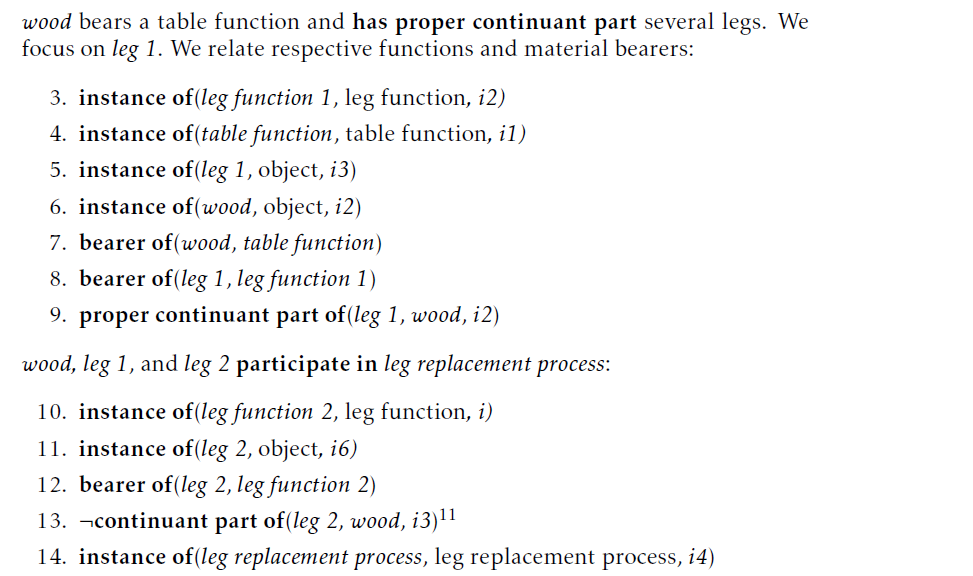 wood bears a table function and has proper continuant part several legs. We
focus on leg 1. We relate respective functions and material bearers:
3. instance of(leg function 1, leg function, i2)
4. instance of(table function, table function, i1)
5. instance of(leg 1, object, i3)
6. instance of(wood, object, i2)
7. bearer of(wood, table function)
8. bearer of(leg 1, leg function 1)
9. proper continuant part of(leg 1, wood, i2)
wood, leg 1, and leg 2 participate in leg replacement process:
10. instance of(leg function 2, leg function, i)
11. instance of(leg 2, object, i6)
12. bearer of(leg 2, leg function 2)
13. ¬continuant part of(leg 2, wood, i3)¹¹
14. instance of(leg replacement process, leg replacement process, i4)